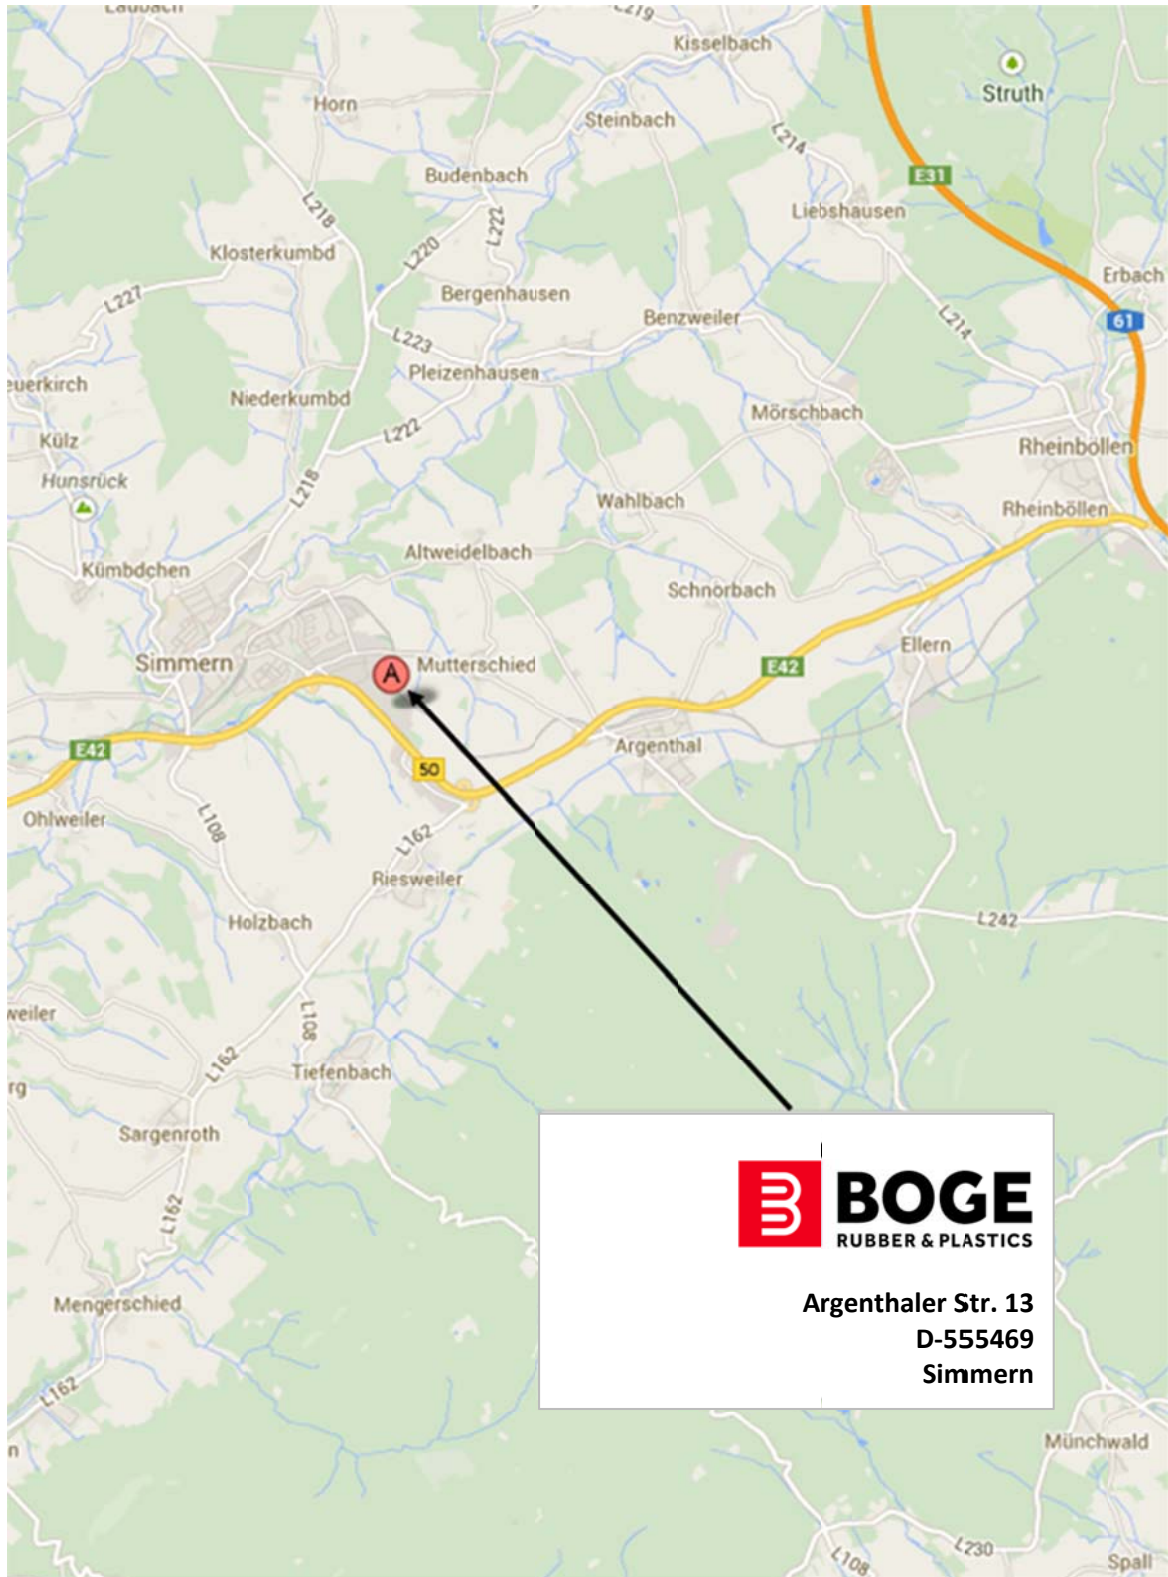 Laubach
L219
Kisselbach
Struth
Horn
Steinbach
L214
Budenbach
E31
L218
L222
Liebshausen
L220
Klosterkumbd
Erbach
L227
Bergenhausen
Benzweiler
L214
61
L223
Pleizenhausen
euerkirch
Niederkumbd
Mörschbach
L222
Külz
Rheinböllen
Hunsrück
L218
Wahlbach
Rheinböllen
Altweidelbach
Kümbdchen
Schnorbach
Ellern
Simmern
A
Mutterschied
E42
E42
Argenthal
50
Ohlweiler
L108
L162
Riesweiler
Holzbach
L242
weiler
L108
L162
Tiefenbach
rg
Sargenroth
L162
BOGE
RUBBER & PLASTICS
Mengerschied
Argenthaler Str. 13
D-555469
Simmern
L162
n
Münchwald
L230
L108
Spall